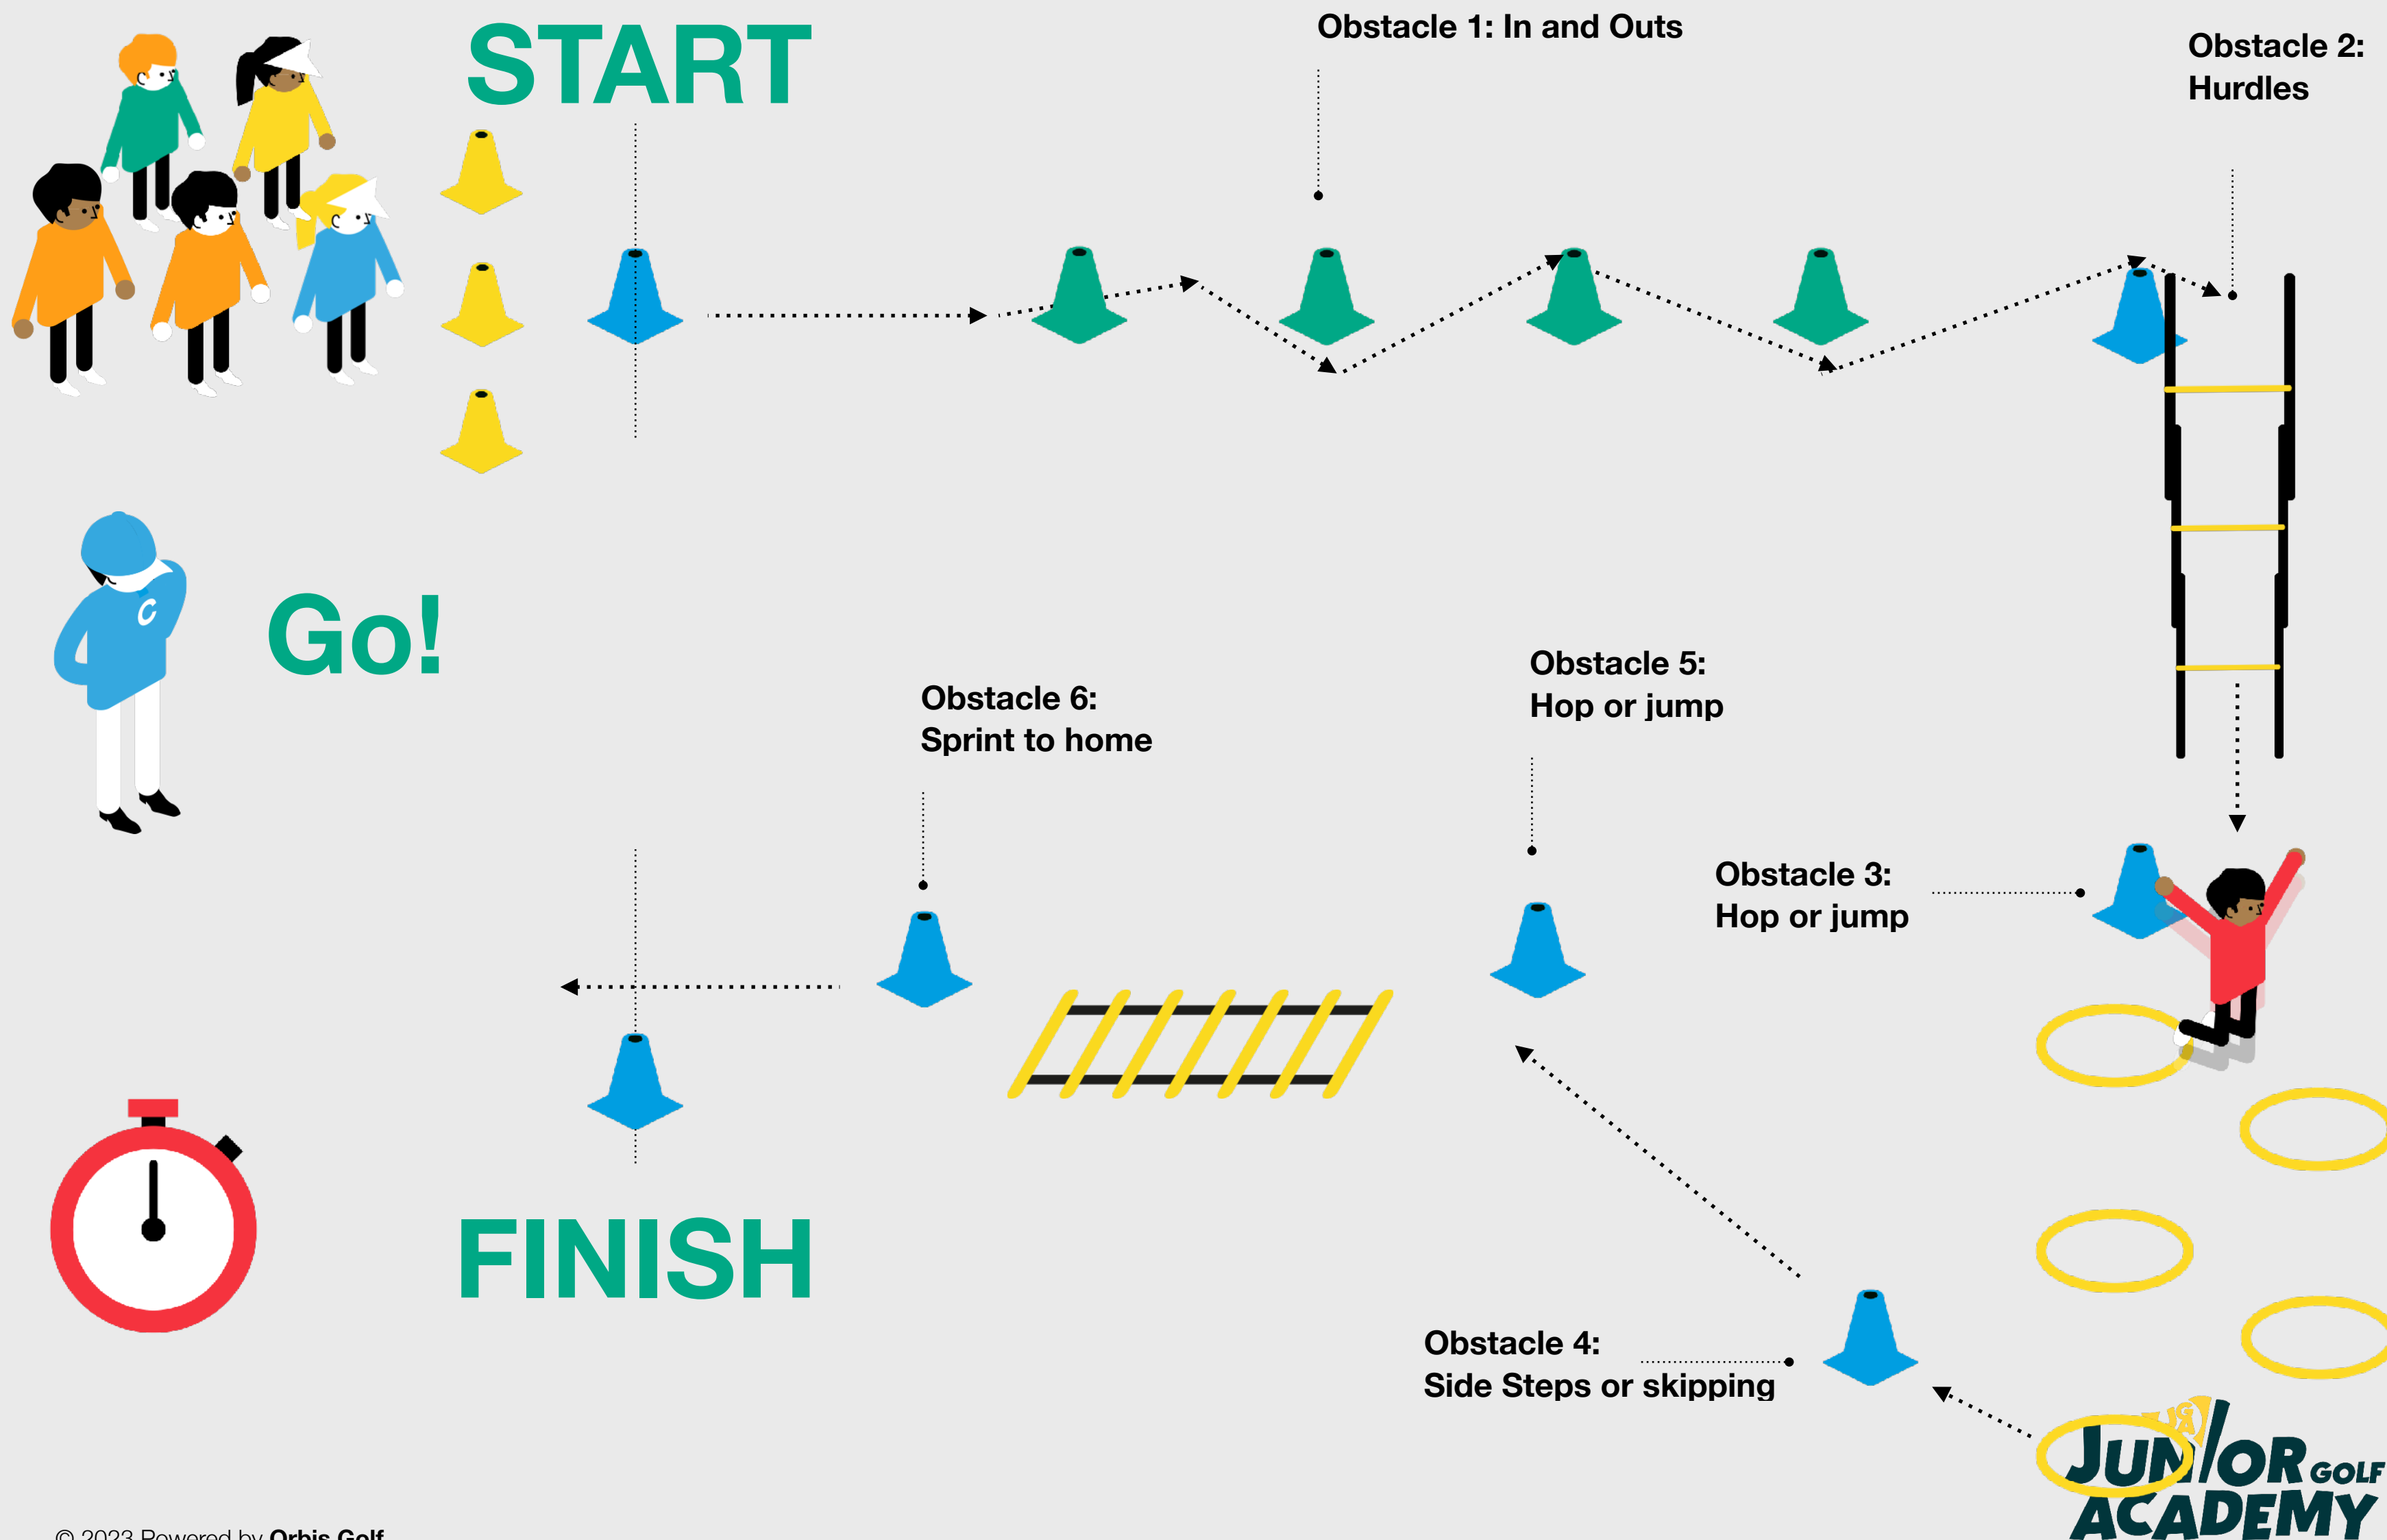 START
Obstacle 1: In and Outs
Obstacle 2:
Hurdles
C
Go!
Obstacle 5:
Hop or jump
Obstacle 6:
Sprint to home
Obstacle 3:
Hop or jump
FINISH
Obstacle 4:
Side Steps or skipping
JGA
JUNIOR GOLF
ACADEMY
© 2023 Powered by Orbis Golf